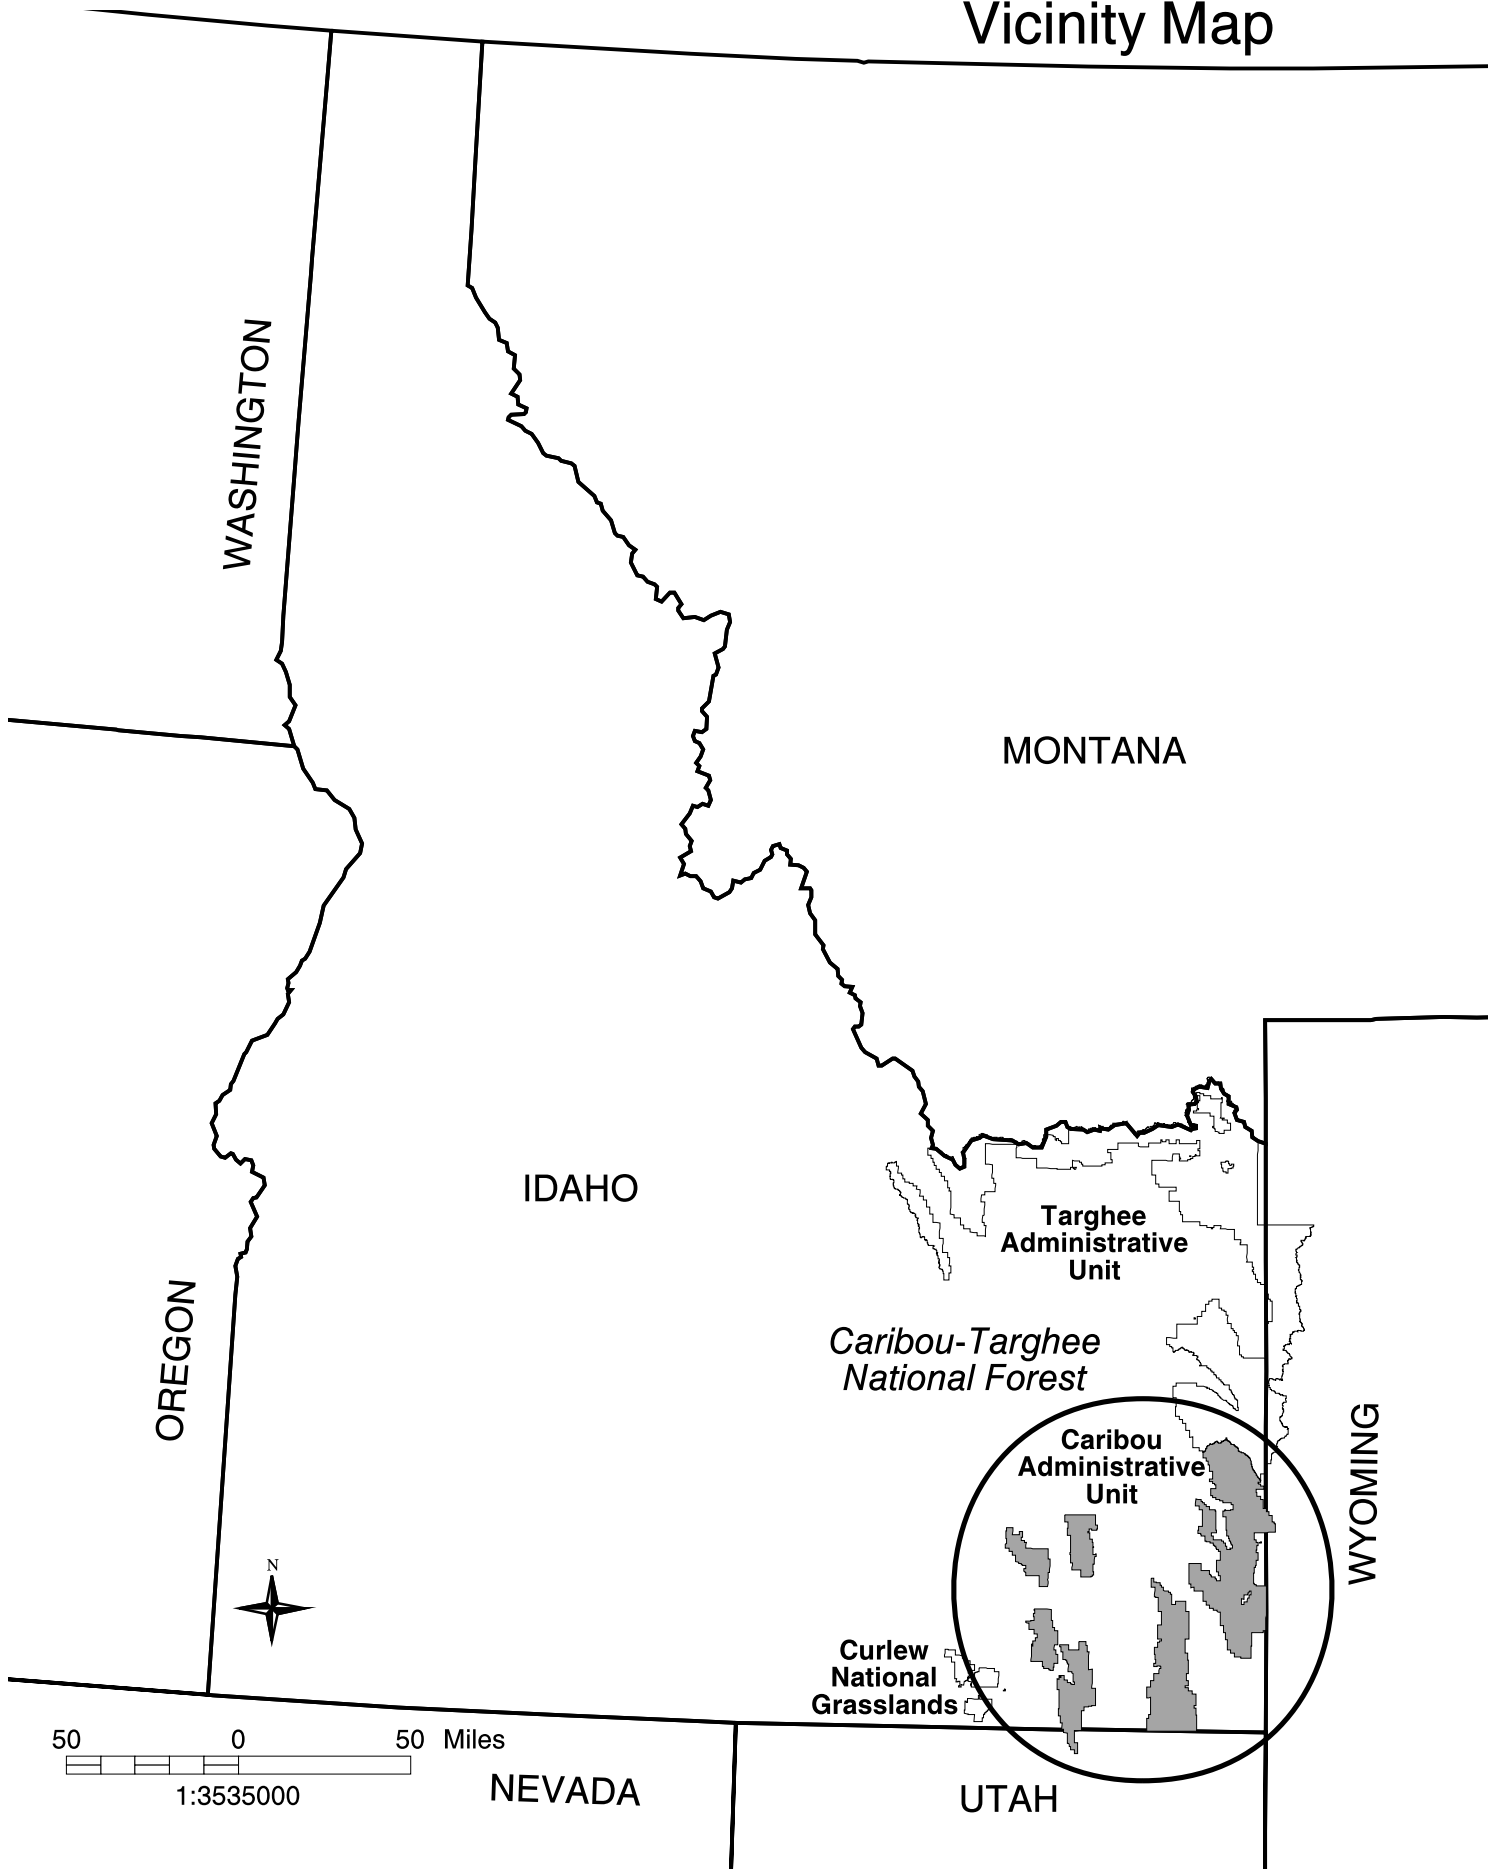 Vicinity Map
WASHINGTON
MONTANA
IDAHO
Targhee
Administrative
Unit
Caribou-Targhee
National Forest
OREGON
WYOMING
Caribou
Administrative
Unit
N
Curlew
National
Grasslands
50 0 50 Miles
1:3535000
NEVADA
UTAH